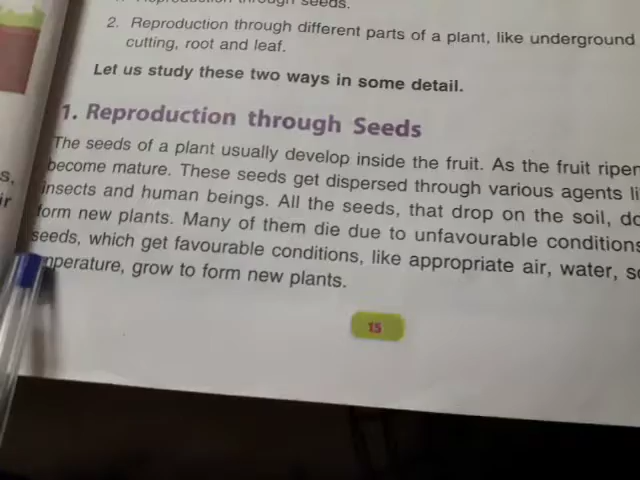 Reproduction through seeds.
2. Reproduction through different parts of a plant, like underground
cutting, root and leaf.
Let us study these two ways in some detail.
1. Reproduction through Seeds
The seeds of a plant usually develop inside the fruit. As the fruit ripen
become mature. These seeds get dispersed through various agents li
insects and human beings. All the seeds, that drop on the soil, do
form new plants. Many of them die due to unfavourable conditions
seeds, which get favourable conditions, like appropriate air, water, so
mperature, grow to form new plants.
15